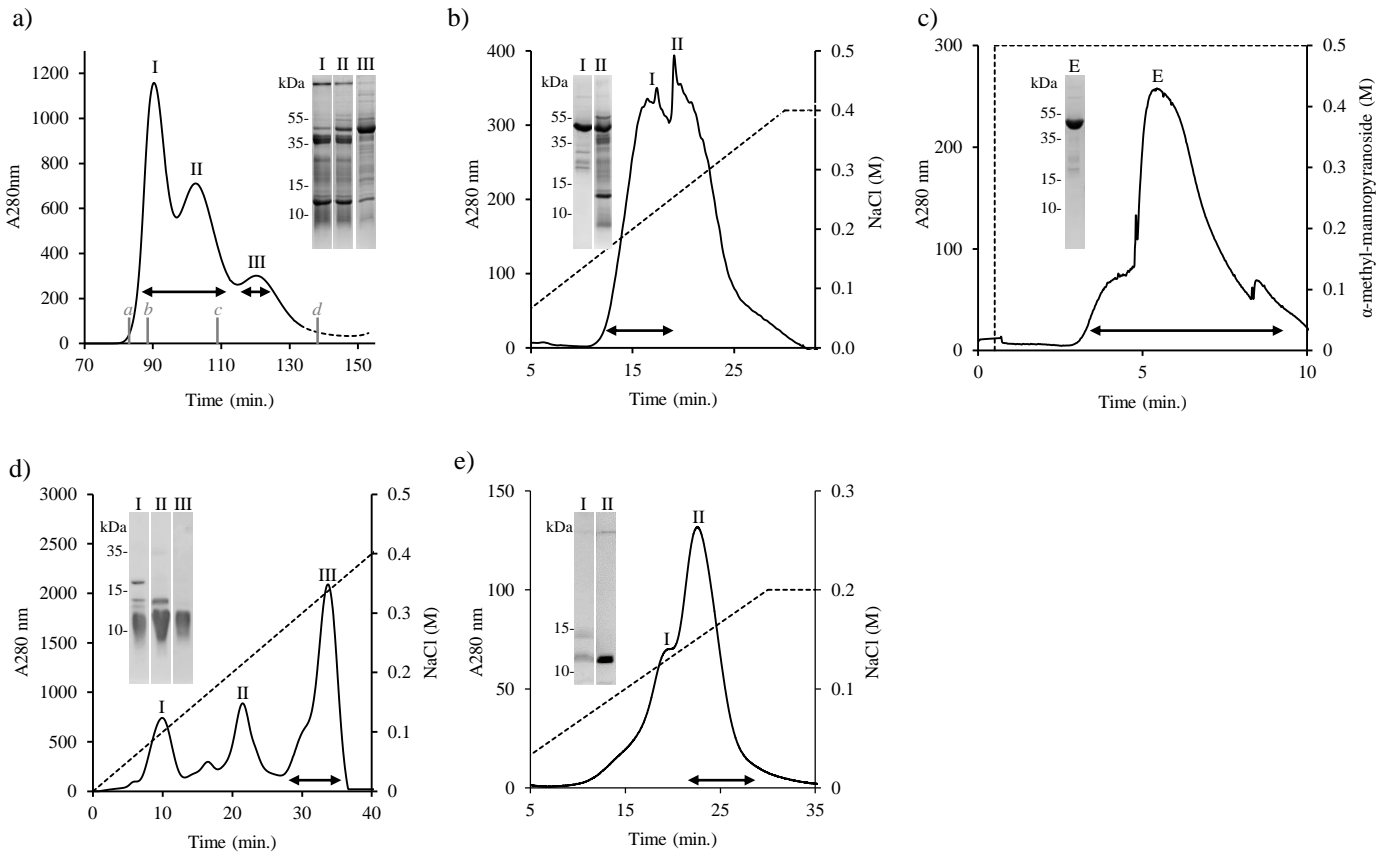 a)
A280nm
1200
1000
800
600
400
200
0
70 90 110 130 150
Time (min.)
I
II
III
a b c d
kDa I II III
55-
35-
15-
10-
b)
A280 nm
400
300
200
100
0
5 15 25
Time (min.)
I
II
0.5
0.4
0.3
0.2
0.1
0.0
NaCl (M)
kDa I II
55-
35-
15-
10-
c)
A280 nm
300
200
100
0
0 5 10
Time (min.)
E
0.5
0.4
0.3
0.2
0.1
0
α-methyl-mannopyranoside (M)
kDa E
55-
35-
15-
10-
d)
A280 nm
3000
2500
2000
1500
1000
500
0
0 10 20 30 40
Time (min.)
I
II
III
0.5
0.4
0.3
0.2
0.1
0
NaCl (M)
kDa I II III
35-
15-
10-
e)
A280 nm
150
100
50
0
5 15 25 35
Time (min.)
I
II
0.3
0.2
0.1
0
NaCl (M)
kDa I II
15-
10-